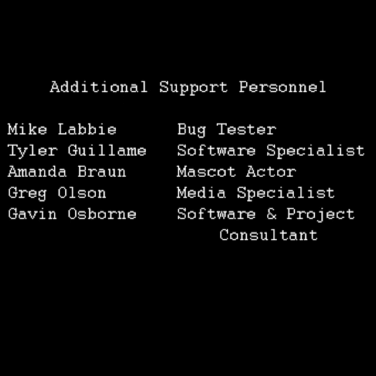 Additional Support Personnel
Mike Labbie Bug Tester
Tyler Guillame Software Specialist
Amanda Braun Mascot Actor
Greg Olson Media Specialist
Gavin Osborne Software & Project
Consultant